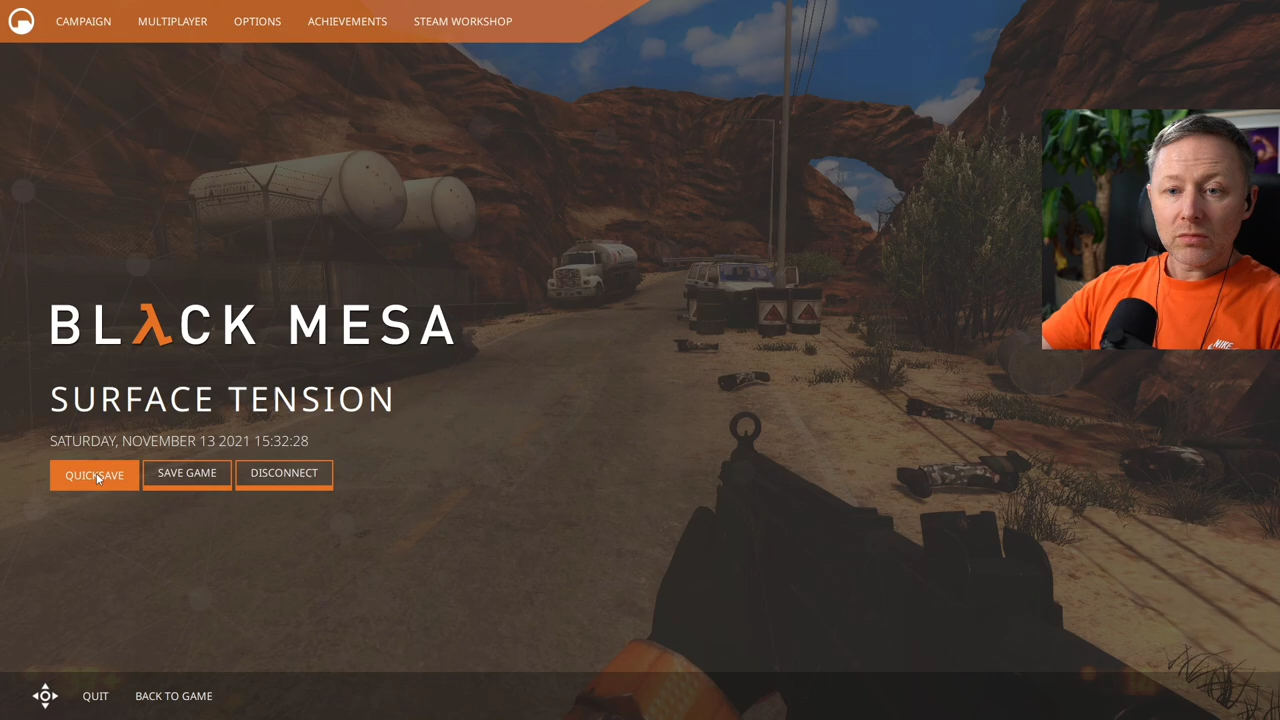 CAMPAIGN MULTIPLAYER OPTIONS ACHIEVEMENTS STEAM WORKSHOP
BLλCK MESA
SURFACE TENSION
SATURDAY, NOVEMBER 13 2021 15:32:28
QUICKSAVE SAVE GAME DISCONNECT
NIKE
QUIT BACK TO GAME